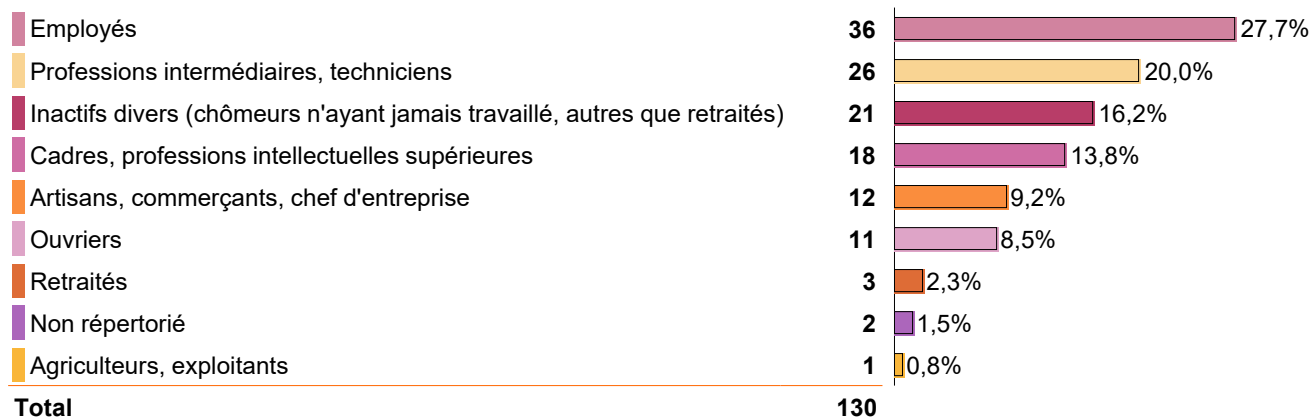 Employés 36 27,7%
Professions intermédiaires, techniciens 26 20,0%
Inactifs divers (chômeurs n'ayant jamais travaillé, autres que retraités) 21 16,2%
Cadres, professions intellectuelles supérieures 18 13,8%
Artisans, commerçants, chef d'entreprise 12 9,2%
Ouvriers 11 8,5%
Retraités 3 2,3%
Non répertorié 2 1,5%
Agriculteurs, exploitants 1 0,8%
Total 130